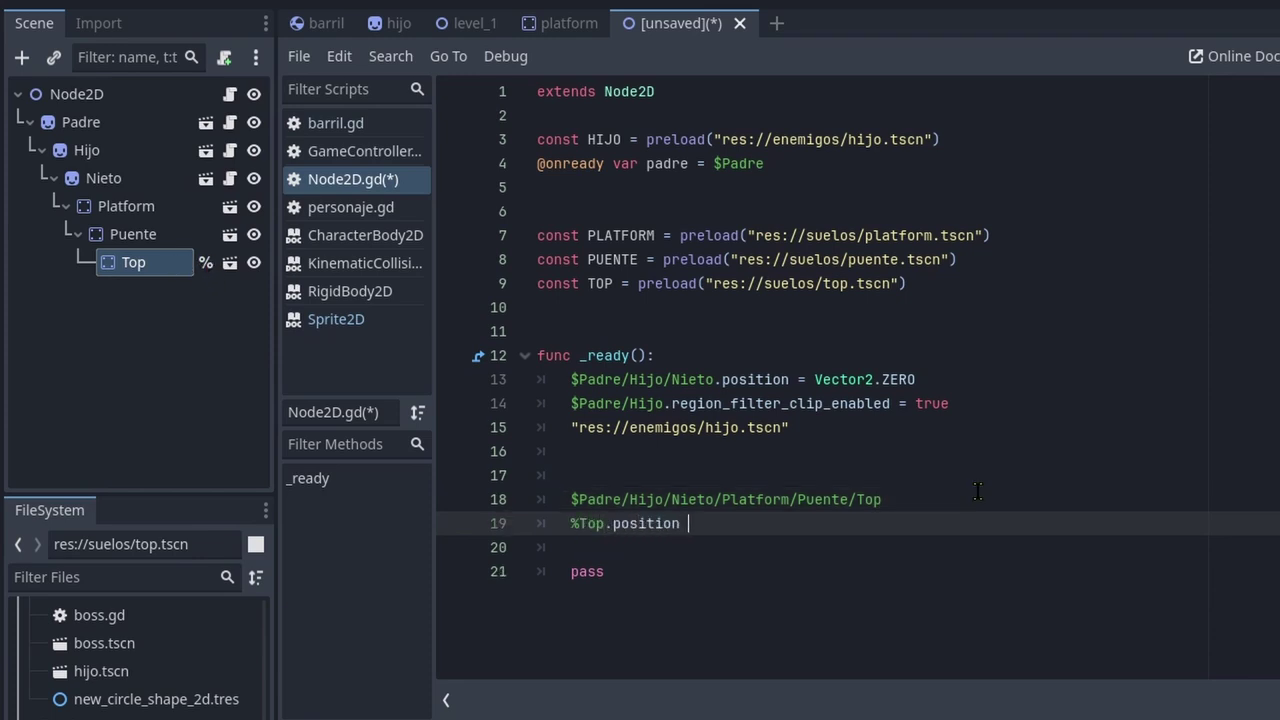 Scene Import
Filter: name, t:t
Node2D
Padre
Hijo
Nieto
Platform
Puente
Top %
FileSystem
res://suelos/top.tscn
Filter Files
boss.gd
boss.tscn
hijo.tscn
new_circle_shape_2d.tres
barril hijo level_1 platform [unsaved](*)
File Edit Search Go To Debug Online Doc
Filter Scripts
barril.gd
GameController...
Node2D.gd(*)
personaje.gd
CharacterBody2D
KinematicCollisi...
RigidBody2D
Sprite2D
Node2D.gd(*)
Filter Methods
_ready
1 extends Node2D
2
3 const HIJO = preload("res://enemigos/hijo.tscn")
4 @onready var padre = $Padre
5
6
7 const PLATFORM = preload("res://suelos/platform.tscn")
8 const PUENTE = preload("res://suelos/puente.tscn")
9 const TOP = preload("res://suelos/top.tscn")
10
11
12 func _ready():
13 $Padre/Hijo/Nieto.position = Vector2.ZERO
14 $Padre/Hijo.region_filter_clip_enabled = true
15 "res://enemigos/hijo.tscn"
16
17
18 $Padre/Hijo/Nieto/Platform/Puente/Top
19 %Top.position
20
21 pass